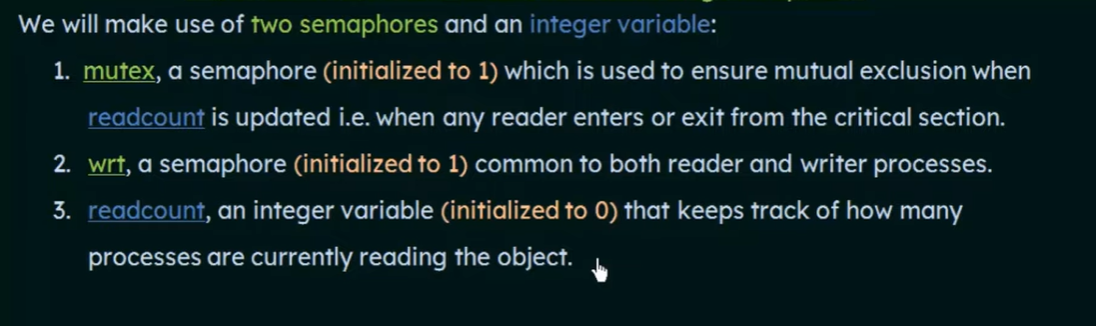 We will make use of two semaphores and an integer variable:
1. mutex, a semaphore (initialized to 1) which is used to ensure mutual exclusion when
readcount is updated i.e. when any reader enters or exit from the critical section.
2. wrt, a semaphore (initialized to 1) common to both reader and writer processes.
3. readcount, an integer variable (initialized to 0) that keeps track of how many
processes are currently reading the object.